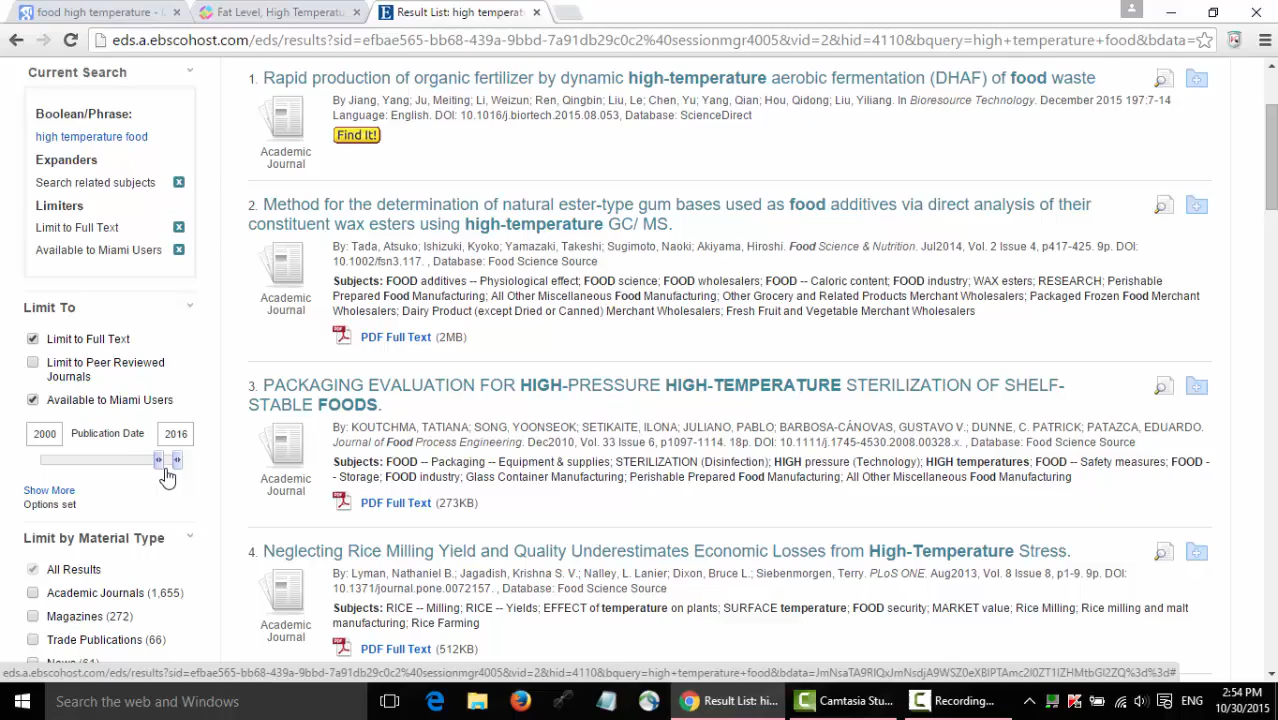 food high temperature - 
Fat Level, High Temperatu
Result List: high temperat
eds.a.ebscohost.com/eds/results?sid=efbae565-bb68-439a-9bbd-7a91db29c0c2%40sessionmgr4005&vid=2&hid=4110&bquery=high+temperature+food&bdata=
Current Search
Boolean/Phrase:
high temperature food
Expanders
Search related subjects
Limiters
Limit to Full Text
Available to Miami Users
Limit To
Limit to Full Text
Limit to Peer Reviewed
Journals
Available to Miami Users
2000 Publication Date 2016
Show More
Options set
Limit by Material Type
All Results
Academic Journals (1,655)
Magazines (272)
Trade Publications (66)
1. Rapid production of organic fertilizer by dynamic high-temperature aerobic fermentation (DHAF) of food waste
By Jiang, Yang; Ju, Meiting; Li, Weizun; Ren, Qingbin; Liu, Le; Chen, Yu; Yang, Qian; Hou, Qidong; Liu, Yiliang. In Bioresource Technology. December 2015 197:7-14
Language: English. DOI: 10.1016/j.biortech.2015.08.053, Database: ScienceDirect
Find It!
Academic
Journal
2. Method for the determination of natural ester-type gum bases used as food additives via direct analysis of their
constituent wax esters using high-temperature GC/ MS.
By: Tada, Atsuko; Ishizuki, Kyoko; Yamazaki, Takeshi; Sugimoto, Naoki; Akiyama, Hiroshi. Food Science & Nutrition. Jul2014, Vol. 2 Issue 4, p417-425. 9p. DOI:
10.1002/fsn3.117. , Database: Food Science Source
Subjects: FOOD additives -- Physiological effect; FOOD science; FOOD wholesalers; FOOD -- Caloric content; FOOD industry; WAX esters; RESEARCH; Perishable
Prepared Food Manufacturing; All Other Miscellaneous Food Manufacturing; Other Grocery and Related Products Merchant Wholesalers; Packaged Frozen Food Merchant
Wholesalers; Dairy Product (except Dried or Canned) Merchant Wholesalers; Fresh Fruit and Vegetable Merchant Wholesalers
Academic
Journal
PDF Full Text (2MB)
3. PACKAGING EVALUATION FOR HIGH-PRESSURE HIGH-TEMPERATURE STERILIZATION OF SHELF-
STABLE FOODS.
By: KOUTCHMA, TATIANA; SONG, YOONSEOK; SETIKAITE, ILONA; JULIANO, PABLO; BARBOSA-CÁNOVAS, GUSTAVO V.; DUNNE, C. PATRICK; PATAZCA, EDUARDO.
Journal of Food Process Engineering. Dec2010, Vol. 33 Issue 6, p1097-1114. 18p. DOI: 10.1111/j.1745-4530.2008.00328.x. , Database: Food Science Source
Subjects: FOOD -- Packaging -- Equipment & supplies; STERILIZATION (Disinfection); HIGH pressure (Technology); HIGH temperatures; FOOD -- Safety measures; FOOD -
- Storage; FOOD industry; Glass Container Manufacturing; Perishable Prepared Food Manufacturing; All Other Miscellaneous Food Manufacturing
Academic
Journal
PDF Full Text (273KB)
4. Neglecting Rice Milling Yield and Quality Underestimates Economic Losses from High-Temperature Stress.
By: Lyman, Nathaniel B.; Jagadish, Krishna S. V.; Nalley, L. Lanier; Dixon, Bruce L.; Siebenmorgen, Terry. PLoS ONE. Aug2013, Vol. 8 Issue 8, p1-9. 9p. DOI:
10.1371/journal.pone.0072157. , Database: Food Science Source
Subjects: RICE -- Milling; RICE -- Yields; EFFECT of temperature on plants; SURFACE temperature; FOOD security; MARKET value; Rice Milling; Rice milling and malt
manufacturing; Rice Farming
Academic
Journal
PDF Full Text (512KB)
Search the web and Windows
Result List: hi...
Camtasia Stu...
Recording...
ENG
2:54 PM
10/30/2015